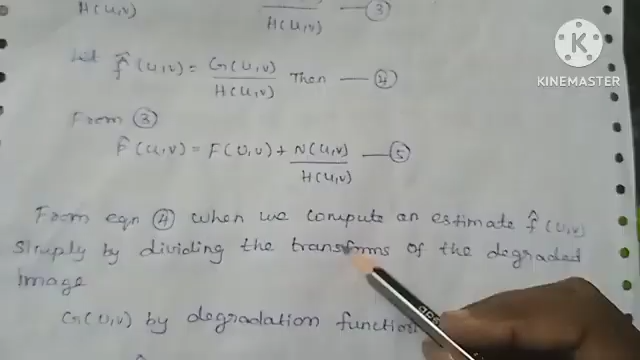 H(U,V) H(U,V) — ③
Let f̂ (U,V) = G(U,V)/H(U,V) Then — ④
From ③
F̂ (U,V) = F(U,V) + N(U,V)/H(U,V) — ⑤
From eqn ④ when we compute an estimate f̂ (U,V)
Simply by dividing the transforms of the degraded
image
G(U,V) by degradation function
KINEMASTER